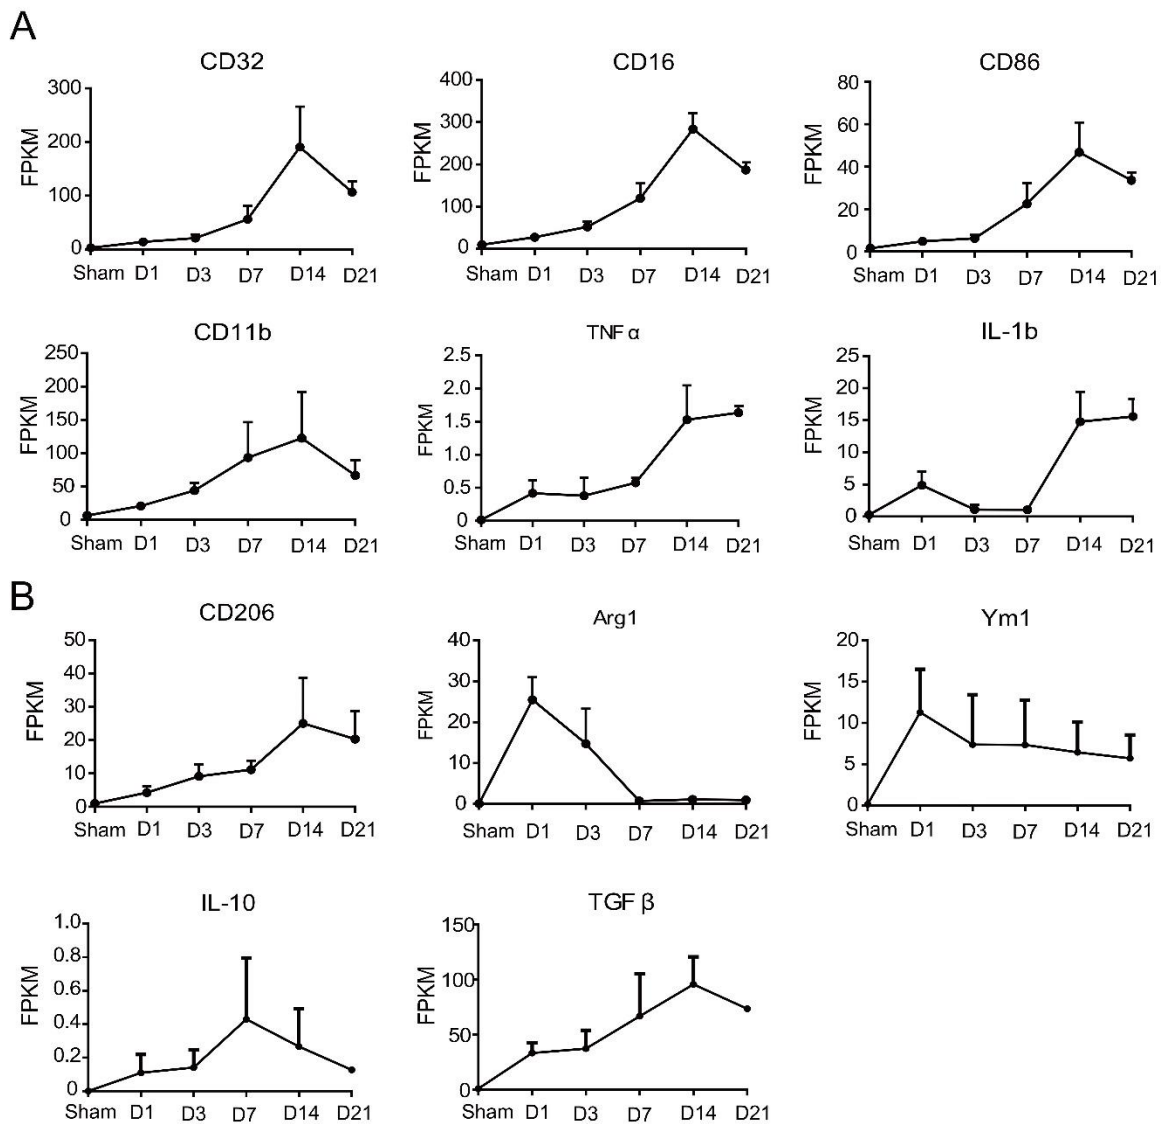 A
CD32
FPKM
300
200
100
0
Sham D1 D3 D7 D14 D21
CD16
FPKM
400
300
200
100
0
Sham D1 D3 D7 D14 D21
CD86
FPKM
80
60
40
20
0
Sham D1 D3 D7 D14 D21
CD11b
FPKM
250
200
150
100
50
0
Sham D1 D3 D7 D14 D21
TNF α
FPKM
2.5
2.0
1.5
1.0
0.5
0
Sham D1 D3 D7 D14 D21
IL-1b
FPKM
25
20
15
10
5
0
Sham D1 D3 D7 D14 D21
B
CD206
FPKM
50
40
30
20
10
0
Sham D1 D3 D7 D14 D21
Arg1
FPKM
40
30
20
10
0
Sham D1 D3 D7 D14 D21
Ym1
FPKM
20
15
10
5
0
Sham D1 D3 D7 D14 D21
IL-10
FPKM
1.0
0.8
0.6
0.4
0.2
0
Sham D1 D3 D7 D14 D21
TGF β
FPKM
150
100
50
0
Sham D1 D3 D7 D14 D21